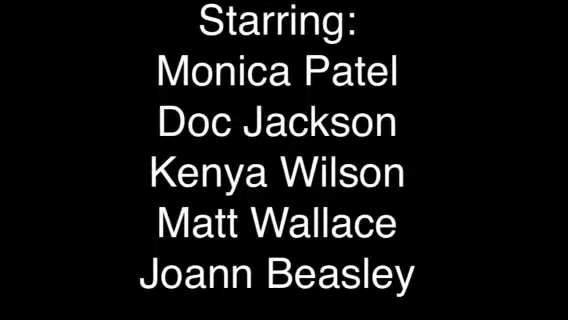 Starring:
Monica Patel
Doc Jackson
Kenya Wilson
Matt Wallace
Joann Beasley